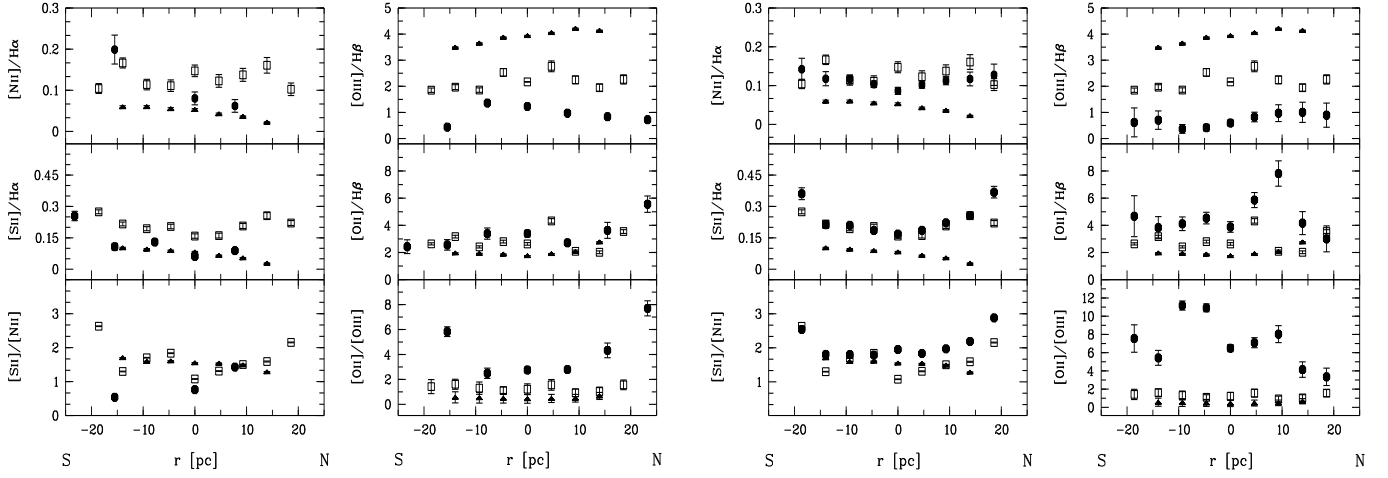 0.3 5 0.3 5
[NII]/Hα 0.2 0.1 0
[OIII]/Hβ 4 3 2 1 0
[NII]/Hα 0.2 0.1 0
[OIII]/Hβ 4 3 2 1 0
[SII]/Hα 0.45 0.3 0.15 0
[OII]/Hβ 8 6 4 2 0
[SII]/Hα 0.45 0.3 0.15 0
[OII]/Hβ 8 6 4 2 0
[SII]/[NII] 3 2 1
[OII]/[OIII] 8 6 4 2 0
[SII]/[NII] 3 2 1
[OII]/[OIII] 12 10 8 6 4 2 0
−20 −10 0 10 20 −20 −10 0 10 20 −20 −10 0 10 20 −20 −10 0 10 20
S r [pc] N S r [pc] N S r [pc] N S r [pc] N